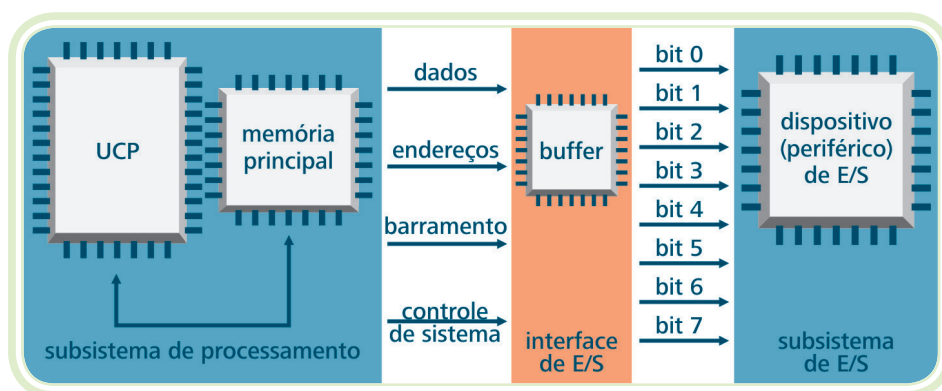 UCP
memória
principal
subsistema de processamento
dados
endereços
barramento
controle
de sistema
buffer
interface
de E/S
bit 0
bit 1
bit 2
bit 3
bit 4
bit 5
bit 6
bit 7
dispositivo
(periférico)
de E/S
subsistema
de E/S